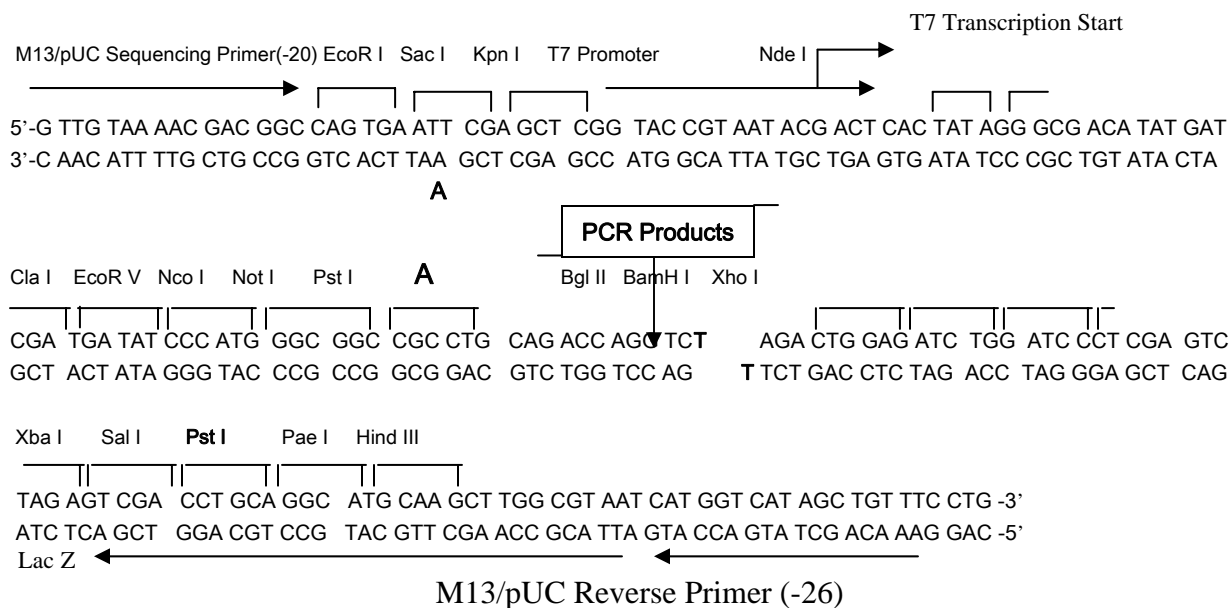 T7 Transcription Start
M13/pUC Sequencing Primer(-20) EcoR I Sac I Kpn I T7 Promoter Nde I
5’-G TTG TAA AAC GAC GGC CAG TGA ATT CGA GCT CGG TAC CGT AAT ACG ACT CAC TAT AGG GCG ACA TAT GAT
3’-C AAC ATT TTG CTG CCG GTC ACT TAA GCT CGA GCC ATG GCA TTA TGC TGA GTG ATA TCC CGC TGT ATA CTA
A
PCR Products
Cla I EcoR V Nco I Not I Pst I A Bgl II BamH I Xho I
CGA TGA TAT CCC ATG GGC GGC CGC CTG CAG ACC AGG TCT AGA CTG GAG ATC TGG ATC CCT CGA GTC
GCT ACT ATA GGG TAC CCG CCG GCG GAC GTC TGG TCC AG T TCT GACC CTC TAG ACC TAG GGA GCT CAG
Xba I Sal I Pst I Pae I Hind III
TAG AGT CGA CCT GCA GGC ATG CAA GCT TGG CGT AAT CAT GGT CAT AGC TGT TTC CTG -3’
ATC TCA GCT GGA CGT CCG TAC GTT CGA ACC GCA TTA GTA CCA GTA TCG ACA AAG GAC -5’
Lac Z
M13/pUC Reverse Primer (-26)